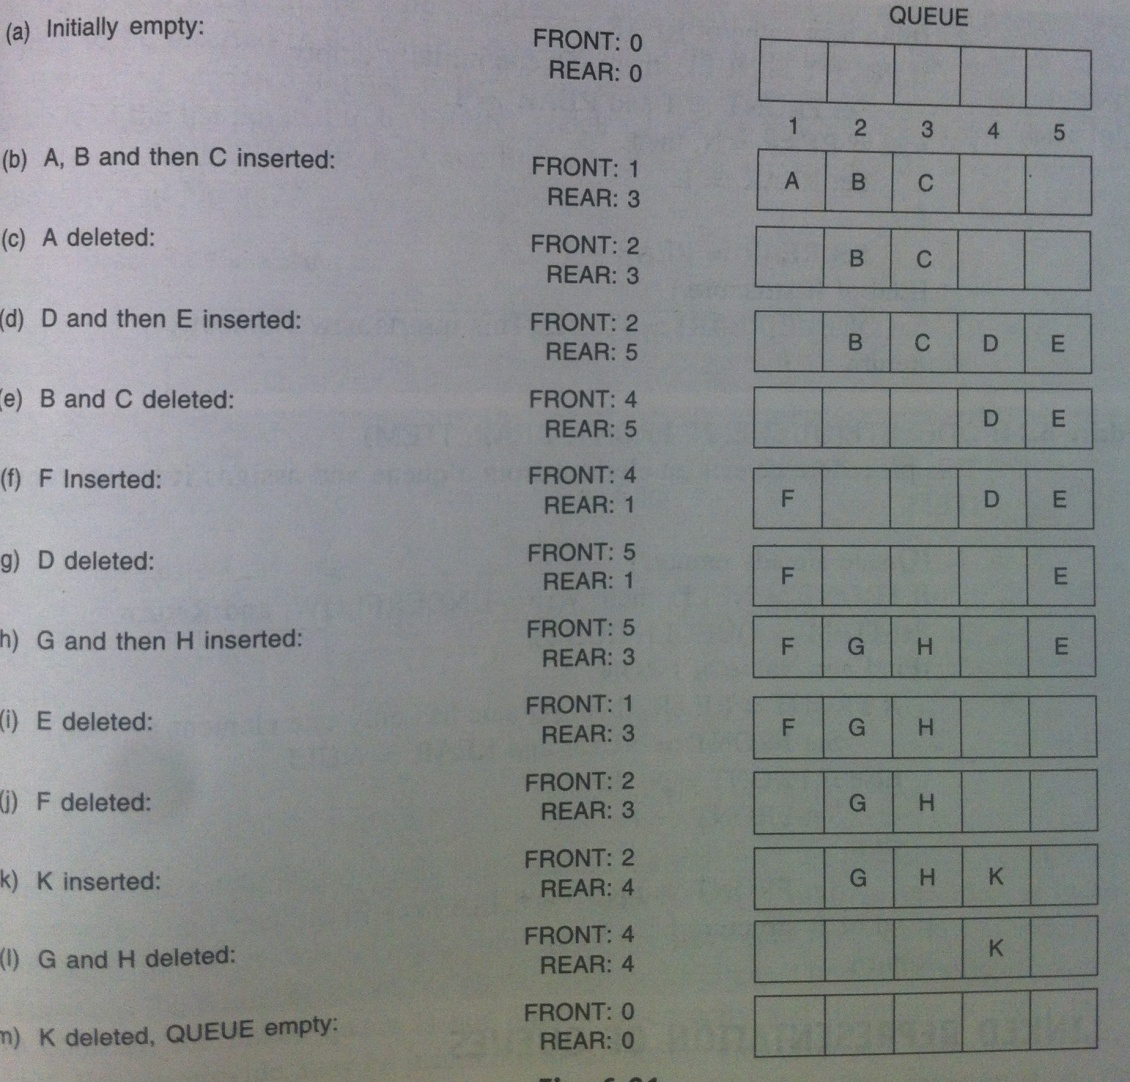 QUEUE
(a) Initially empty:
FRONT: 0
REAR: 0
1 2 3 4 5
(b) A, B and then C inserted:
FRONT: 1
REAR: 3
A B C
(c) A deleted:
FRONT: 2
REAR: 3
B C
(d) D and then E inserted:
FRONT: 2
REAR: 5
B C D E
(e) B and C deleted:
FRONT: 4
REAR: 5
D E
(f) F Inserted:
FRONT: 4
REAR: 1
F D E
g) D deleted:
FRONT: 5
REAR: 1
F E
h) G and then H inserted:
FRONT: 5
REAR: 3
F G H E
(i) E deleted:
FRONT: 1
REAR: 3
F G H
(j) F deleted:
FRONT: 2
REAR: 3
G H
k) K inserted:
FRONT: 2
REAR: 4
G H K
(l) G and H deleted:
FRONT: 4
REAR: 4
K
m) K deleted, QUEUE empty:
FRONT: 0
REAR: 0